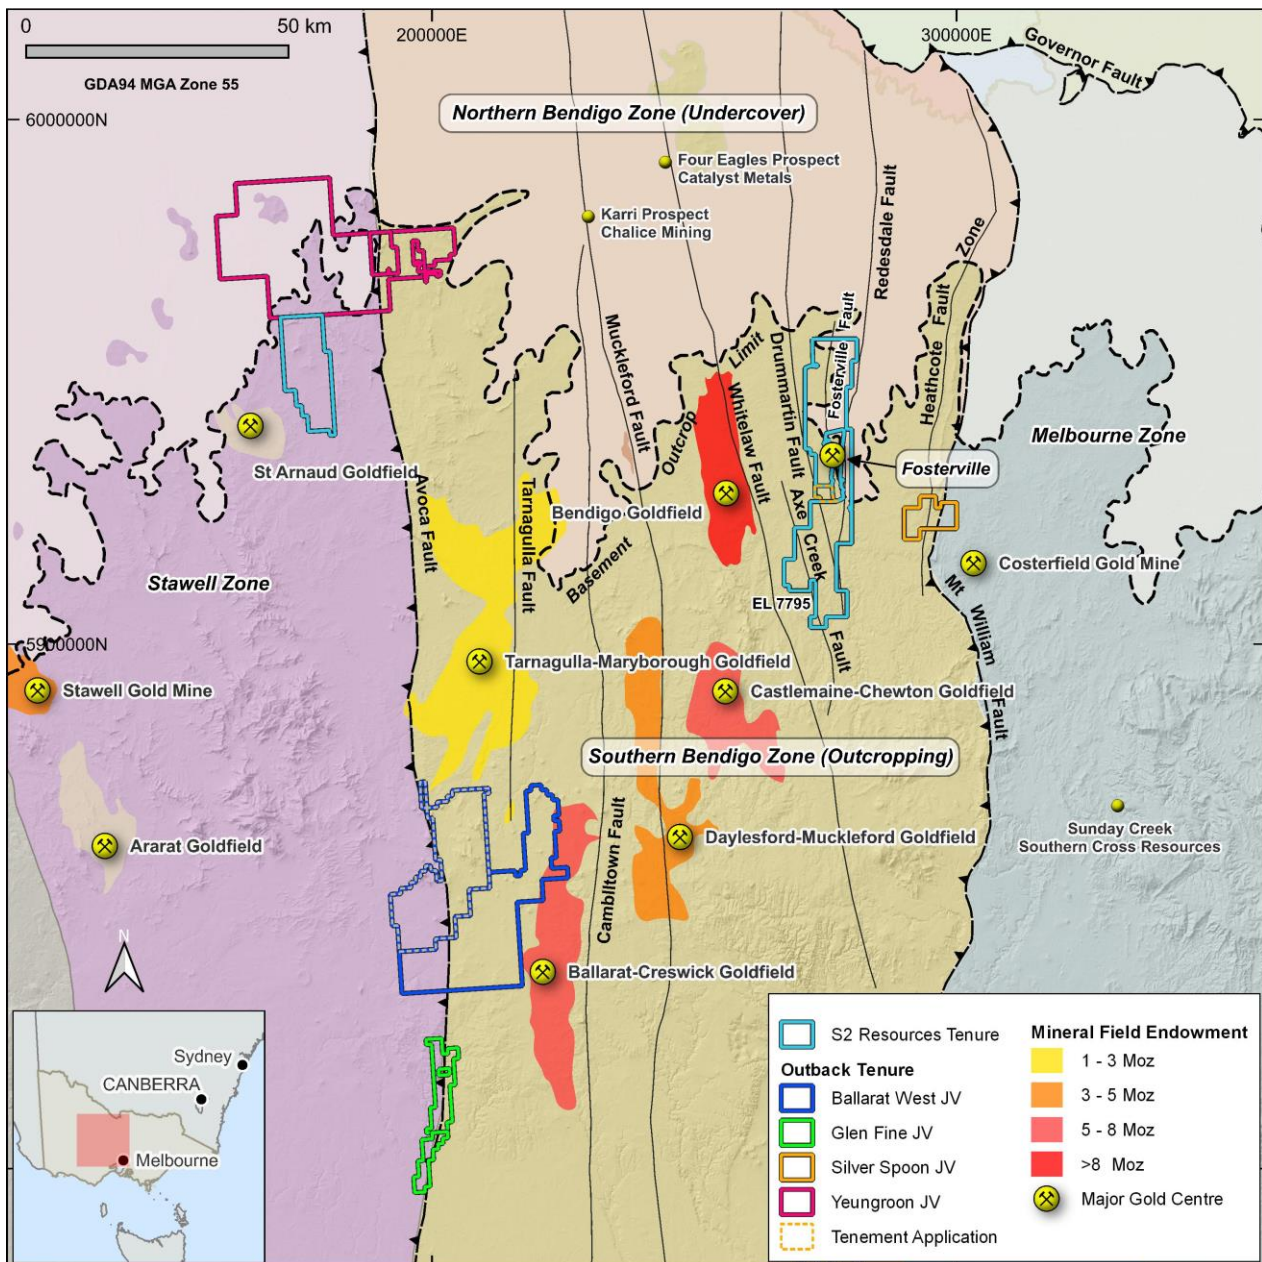 0
50 km
GDA94 MGA Zone 55
200000E
300000E
6000000N
5900000N
Governor Fault
Northern Bendigo Zone (Undercover)
Four Eagles Prospect
Catalyst Metals
Karri Prospect
Chalice Mining
Redesdale Fault
Heathcote Fault Zone
Fosterville Fault
Drummartin Fault
Muckleford Fault
Whitelaw Fault
Basement Outcrop Limit
Melbourne Zone
Fosterville
St Arnaud Goldfield
Avoca Fault
Tarnagulla Fault
Bendigo Goldfield
Axe Creek Fault
Costerfield Gold Mine
Stawell Zone
EL 7795
Mt William Fault
Tarnagulla-Maryborough Goldfield
Stawell Gold Mine
Castlemaine-Chewton Goldfield
Southern Bendigo Zone (Outcropping)
Sunday Creek
Southern Cross Resources
Ararat Goldfield
Daylesford-Muckleford Goldfield
Camblltown Fault
N
Ballarat-Creswick Goldfield
Sydney
CANBERRA
Melbourne
S2 Resources Tenure
Outback Tenure
Ballarat West JV
Glen Fine JV
Silver Spoon JV
Yeungroon JV
Tenement Application
Mineral Field Endowment
1 - 3 Moz
3 - 5 Moz
5 - 8 Moz
>8 Moz
Major Gold Centre